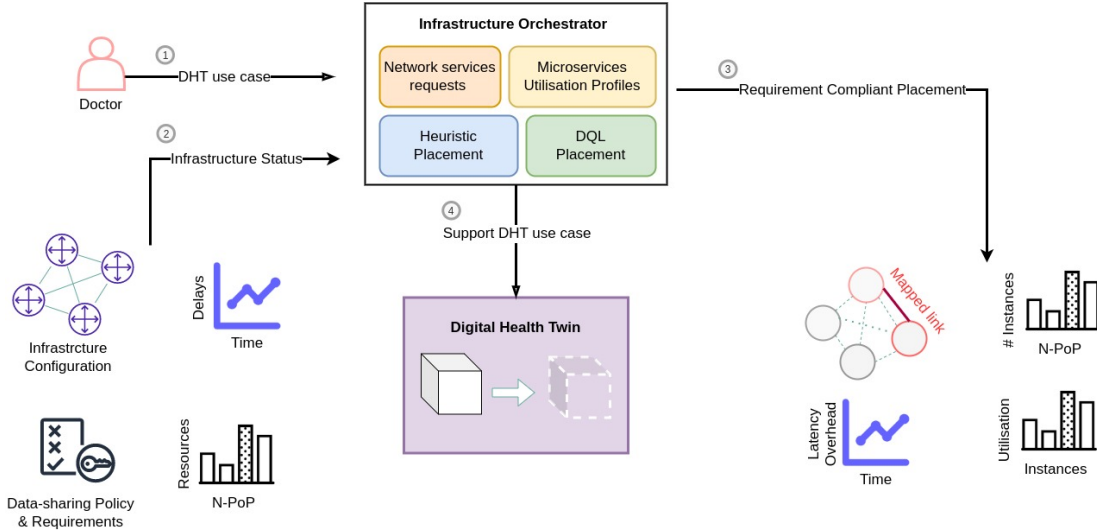 Infrastructure Orchestrator
Network services
requests
Microservices
Utilisation Profiles
Heuristic
Placement
DQL
Placement
1
DHT use case
Doctor
2
Infrastructure Status
3
Requirement Compliant Placement
4
Support DHT use case
Digital Health Twin
Infrastrcture
Configuration
Delays
Time
Data-sharing Policy
& Requirements
Resources
N-PoP
Mapped link
# Instances
N-PoP
Latency
Overhead
Time
Utilisation
Instances